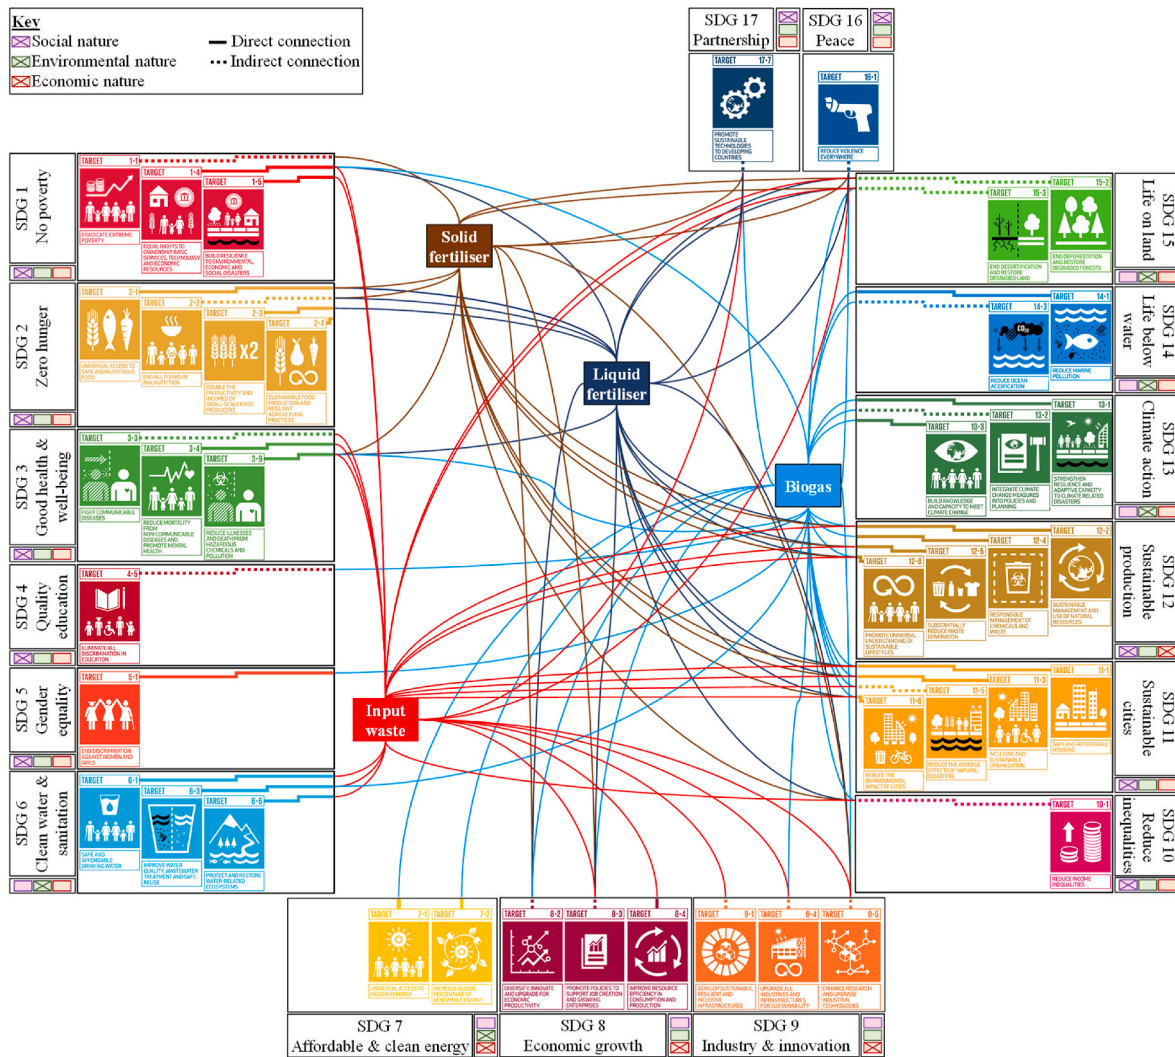 Key
Social nature
Direct connection
Environmental nature
Indirect connection
Economic nature
SDG 17
Partnership
SDG 16
Peace
TARGET 17-7
PROMOTE
SUSTAINABLE
TECHNOLOGIES
TO DEVELOPING
COUNTRIES
TARGET 16-1
REDUCE VIOLENCE
EVERYWHERE
SDG 1
No poverty
TARGET 1-1
ERADICATE EXTREME
POVERTY
TARGET 1-4
EQUAL RIGHTS TO
OWNERSHIP, BASIC
SERVICES, TECHNOLOGY
AND ECONOMIC
RESOURCES
TARGET 1-5
BUILD RESILIENCE
TO ENVIRONMENTAL,
ECONOMIC AND
SOCIAL DISASTERS
SDG 2
Zero hunger
TARGET 2-1
UNIVERSAL ACCESS TO
SAFE AND NUTRITIOUS
FOOD
TARGET 2-2
END ALL FORMS OF
MALNUTRITION
TARGET 2-3
x2
DOUBLE THE
PRODUCTIVITY AND
INCOMES OF
SMALL-SCALE FOOD
PRODUCERS
TARGET 2-4
SUSTAINABLE FOOD
PRODUCTION AND
RESILIENT
AGRICULTURAL
PRACTICES
SDG 3
Good health &
well-being
TARGET 3-3
FIGHT COMMUNICABLE
DISEASES
TARGET 3-4
REDUCE MORTALITY
FROM
NON-COMMUNICABLE
DISEASES AND
PROMOTE MENTAL
HEALTH
TARGET 3-9
REDUCE ILLNESSES
AND DEATH FROM
HAZARDOUS
CHEMICALS AND
POLLUTION
SDG 4
Quality
education
TARGET 4-5
ELIMINATE ALL
DISCRIMINATION IN
EDUCATION
SDG 5
Gender
equality
TARGET 5-1
END DISCRIMINATION
AGAINST WOMEN AND
GIRLS
SDG 6
Clean water &
sanitation
TARGET 6-1
SAFE AND
AFFORDABLE
DRINKING WATER
TARGET 6-3
IMPROVE WATER
QUALITY, WASTEWATER
TREATMENT AND SAFE
REUSE
TARGET 6-6
PROTECT AND RESTORE
WATER-RELATED
ECOSYSTEMS
Solid
fertiliser
Liquid
fertiliser
Biogas
Input
waste
TARGET 15-2
END DEFORESTATION
AND RESTORE
DEGRADED FORESTS
TARGET 15-3
END DESERTIFICATION
AND RESTORE
DEGRADED LAND
SDG 15
Life on land
TARGET 14-1
REDUCE MARINE
POLLUTION
TARGET 14-3
REDUCE OCEAN
ACIDIFICATION
SDG 14
Life below
water
TARGET 13-1
STRENGTHEN
RESILIENCE AND
ADAPTIVE CAPACITY
TO CLIMATE RELATED
DISASTERS
TARGET 13-2
INTEGRATE CLIMATE
CHANGE MEASURES
INTO POLICIES AND
PLANNING
TARGET 13-3
BUILD KNOWLEDGE
AND CAPACITY TO MEET
CLIMATE CHANGE
SDG 13
Climate action
TARGET 12-2
SUSTAINABLE
MANAGEMENT AND
USE OF NATURAL
RESOURCES
TARGET 12-4
RESPONSIBLE
MANAGEMENT OF
CHEMICALS AND
WASTE
TARGET 12-5
SUBSTANTIALLY
REDUCE WASTE
GENERATION
TARGET 12-8
PROMOTE UNIVERSAL
UNDERSTANDING OF
SUSTAINABLE
LIFESTYLES
SDG 12
Sustainable
production
TARGET 11-1
SAFE AND AFFORDABLE
HOUSING
TARGET 11-3
INCLUSIVE AND
SUSTAINABLE
URBANIZATION
TARGET 11-5
REDUCE THE ADVERSE
EFFECTS OF NATURAL
DISASTERS
TARGET 11-6
REDUCE THE
ENVIRONMENTAL
IMPACT OF CITIES
SDG 11
Sustainable
cities
TARGET 10-1
REDUCE INCOME
INEQUALITIES
SDG 10
Reduce
inequalities
TARGET 7-1
UNIVERSAL ACCESS TO
MODERN ENERGY
TARGET 7-2
INCREASE GLOBAL
PERCENTAGE OF
RENEWABLE ENERGY
TARGET 8-2
DIVERSIFY, INNOVATE
AND UPGRADE FOR
ECONOMIC
PRODUCTIVITY
TARGET 8-3
PROMOTE POLICIES TO
SUPPORT JOB CREATION
AND GROWING
ENTERPRISES
TARGET 8-4
IMPROVE RESOURCE
EFFICIENCY IN
CONSUMPTION AND
PRODUCTION
TARGET 9-1
DEVELOP SUSTAINABLE,
RESILIENT AND
INCLUSIVE
INFRASTRUCTURES
TARGET 9-4
UPGRADE ALL
INDUSTRIES AND
INFRASTRUCTURES
FOR SUSTAINABILITY
TARGET 9-5
ENHANCE RESEARCH
AND UPGRADE
INDUSTRIAL
TECHNOLOGIES
SDG 7
Affordable & clean energy
SDG 8
Economic growth
SDG 9
Industry & innovation